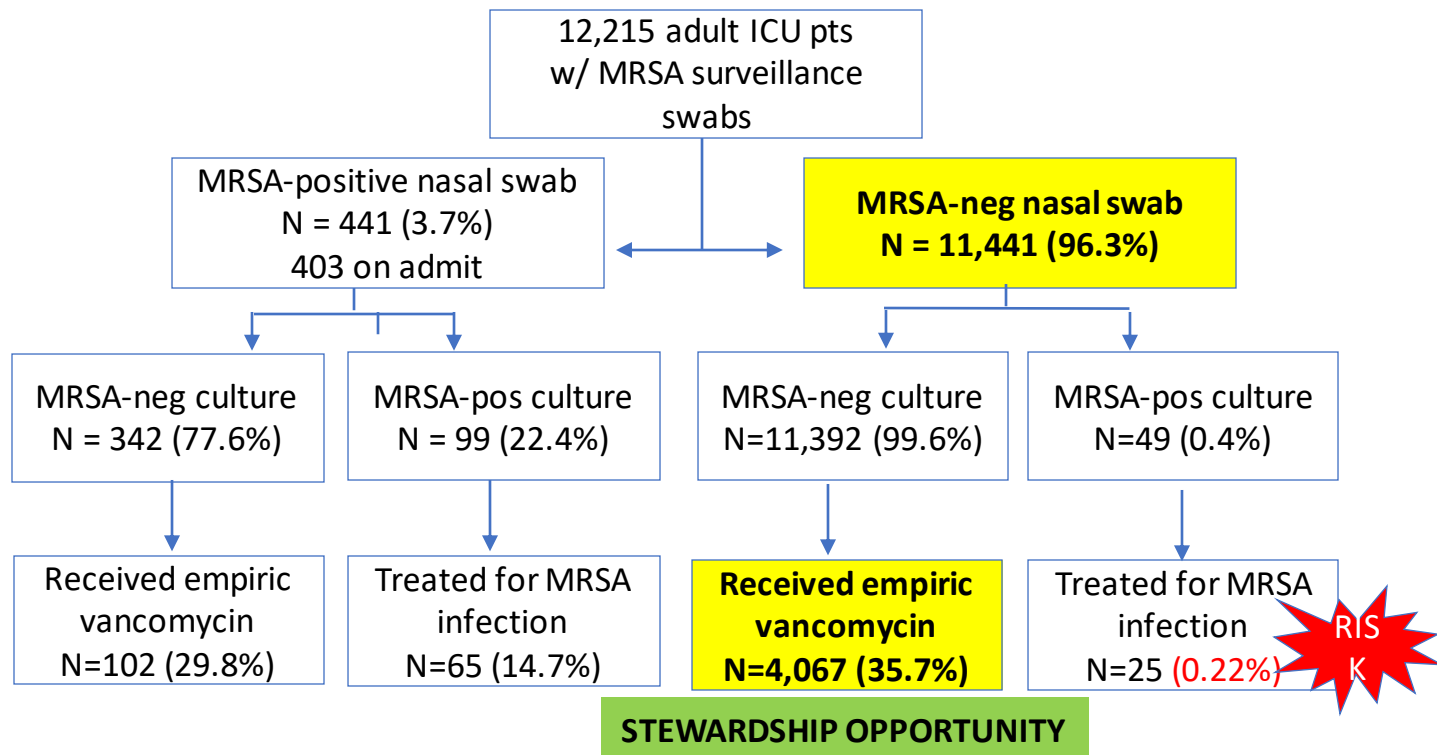 12,215 adult ICU pts
w/ MRSA surveillance
swabs
MRSA-positive nasal swab
N = 441 (3.7%)
403 on admit
MRSA-neg nasal swab
N = 11,441 (96.3%)
MRSA-neg culture
N = 342 (77.6%)
MRSA-pos culture
N = 99 (22.4%)
MRSA-neg culture
N=11,392 (99.6%)
MRSA-pos culture
N=49 (0.4%)
Received empiric
vancomycin
N=102 (29.8%)
Treated for MRSA
infection
N=65 (14.7%)
Received empiric
vancomycin
N=4,067 (35.7%)
Treated for MRSA
infection
N=25 (0.22%)
RIS
K
STEWARDSHIP OPPORTUNITY